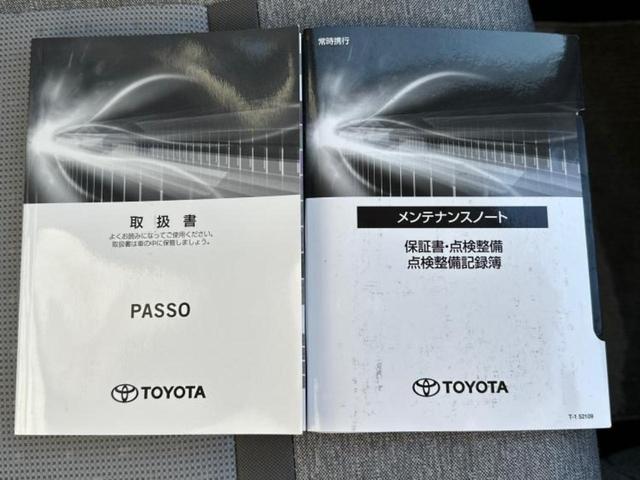 取扱書
よくお読みになってご使用ください。
取扱書は車の中に保管しましょう。
PASSO
TOYOTA
常時携行
メンテナンスノート
保証書・点検整備
点検整備記録簿
TOYOTA
T-1 52109